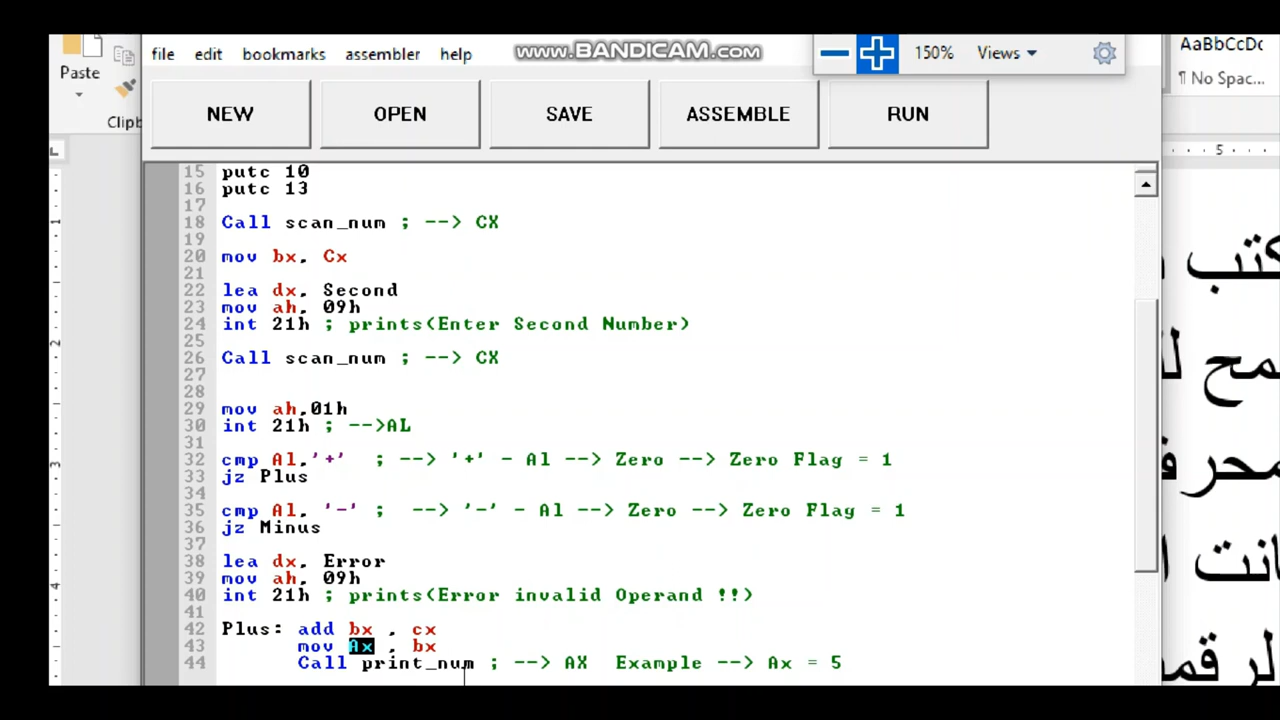 www.BANDICAM.com
file edit bookmarks assembler help
150% Views
AaBbCcDc
¶ No Spac...
Paste
NEW OPEN SAVE ASSEMBLE RUN
5
15 putc 10
16 putc 13
17
18 Call scan_num ; --> CX
19
20 mov bx, Cx
21
22 lea dx, Second
23 mov ah, 09h
24 int 21h ; prints(Enter Second Number)
25
26 Call scan_num ; --> CX
27
28
29 mov ah,01h
30 int 21h ; -->AL
31
32 cmp Al,'+' ; --> '+' - Al --> Zero --> Zero Flag = 1
33 jz Plus
34
35 cmp Al, '-' ; --> '-' - Al --> Zero --> Zero Flag = 1
36 jz Minus
37
38 lea dx, Error
39 mov ah, 09h
40 int 21h ; prints(Error invalid Operand !!)
41
42 Plus: add bx , cx
43 mov Ax , bx
44 Call print_num ; --> AX Example --> Ax = 5